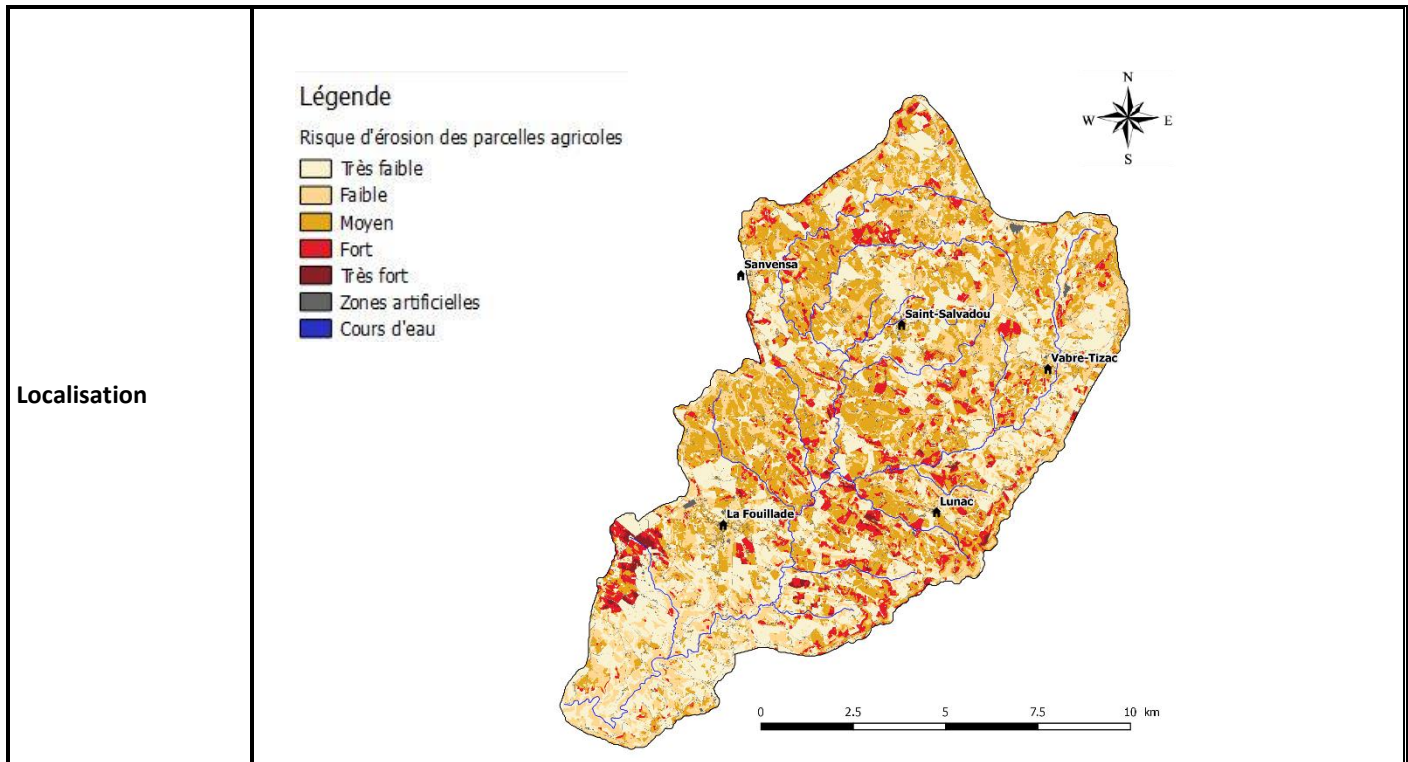 Localisation
Légende
Risque d'érosion des parcelles agricoles
Très faible
Faible
Moyen
Fort
Très fort
Zones artificielles
Cours d'eau
N
W E
S
Sanvensa
Saint-Salvadou
Vabre-Tizac
Lunac
La Fouillade
0 2.5 5 7.5 10 km